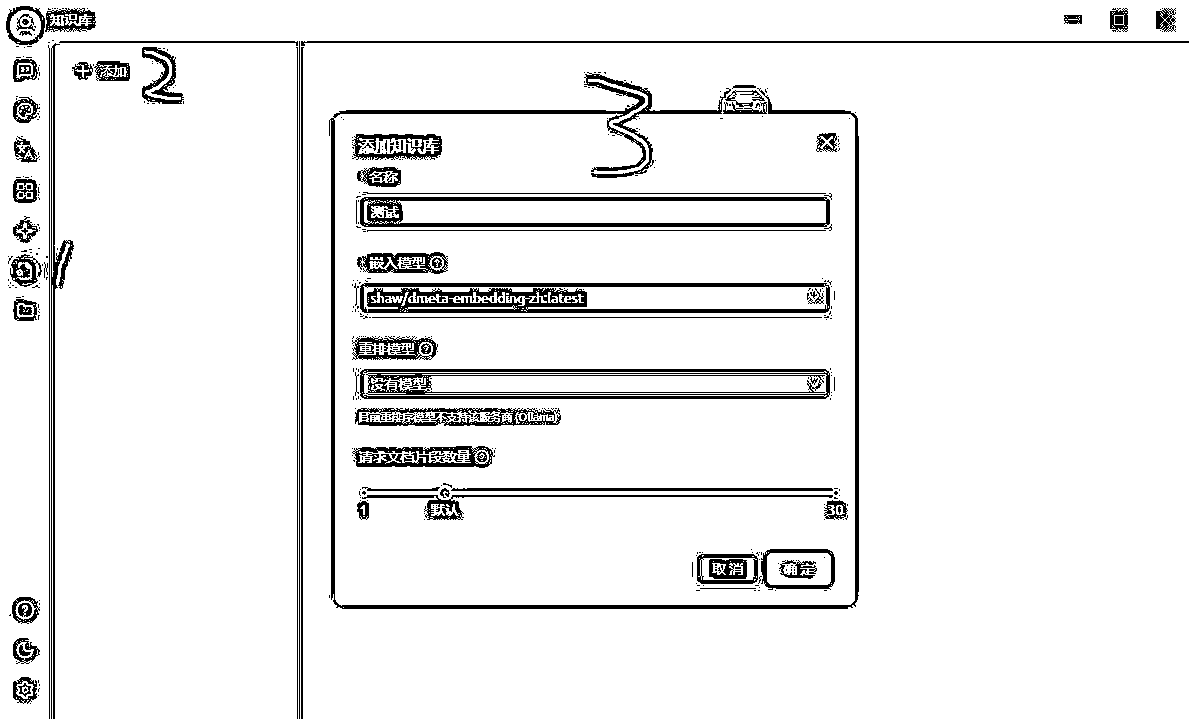 知识库
添加
2
3
添加知识库
名称
测试
嵌入模型
shaw/dmeta-embedding-zh:latest
重排模型
没有模型
目前重排序模型不支持该服务商 (Ollama)
请求文档片段数量
1
默认
30
取消
确定
1